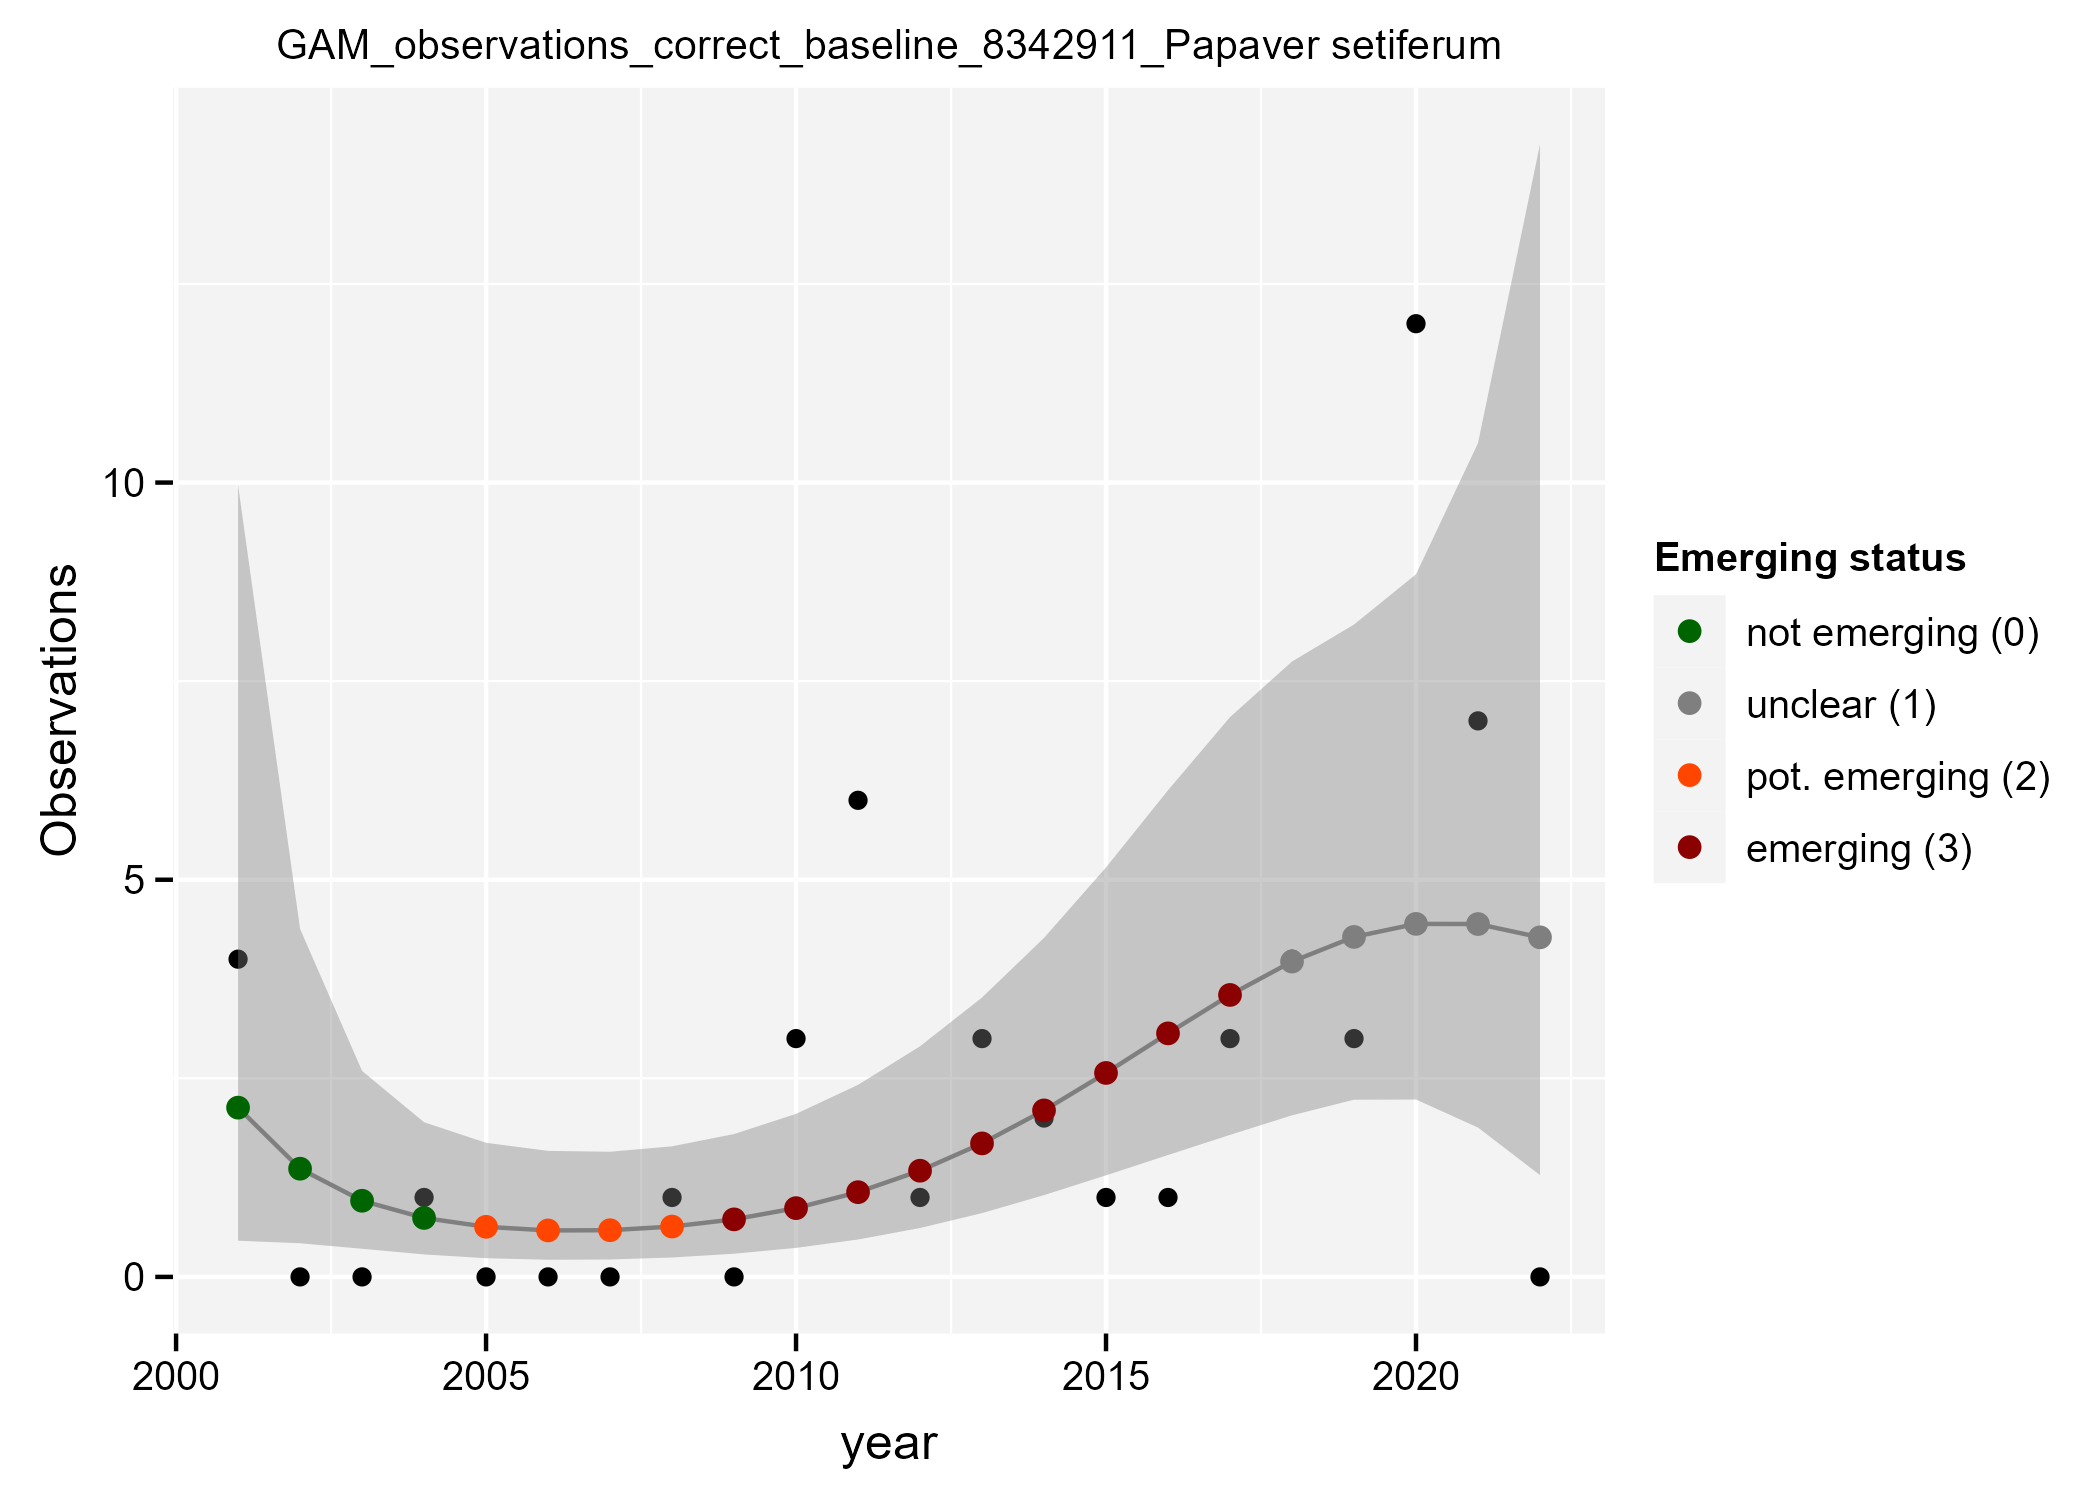 GAM_observations_correct_baseline_8342911_Papaver setiferum
Observations
10
5
0
2000 2005 2010 2015 2020
year
Emerging status
not emerging (0)
unclear (1)
pot. emerging (2)
emerging (3)